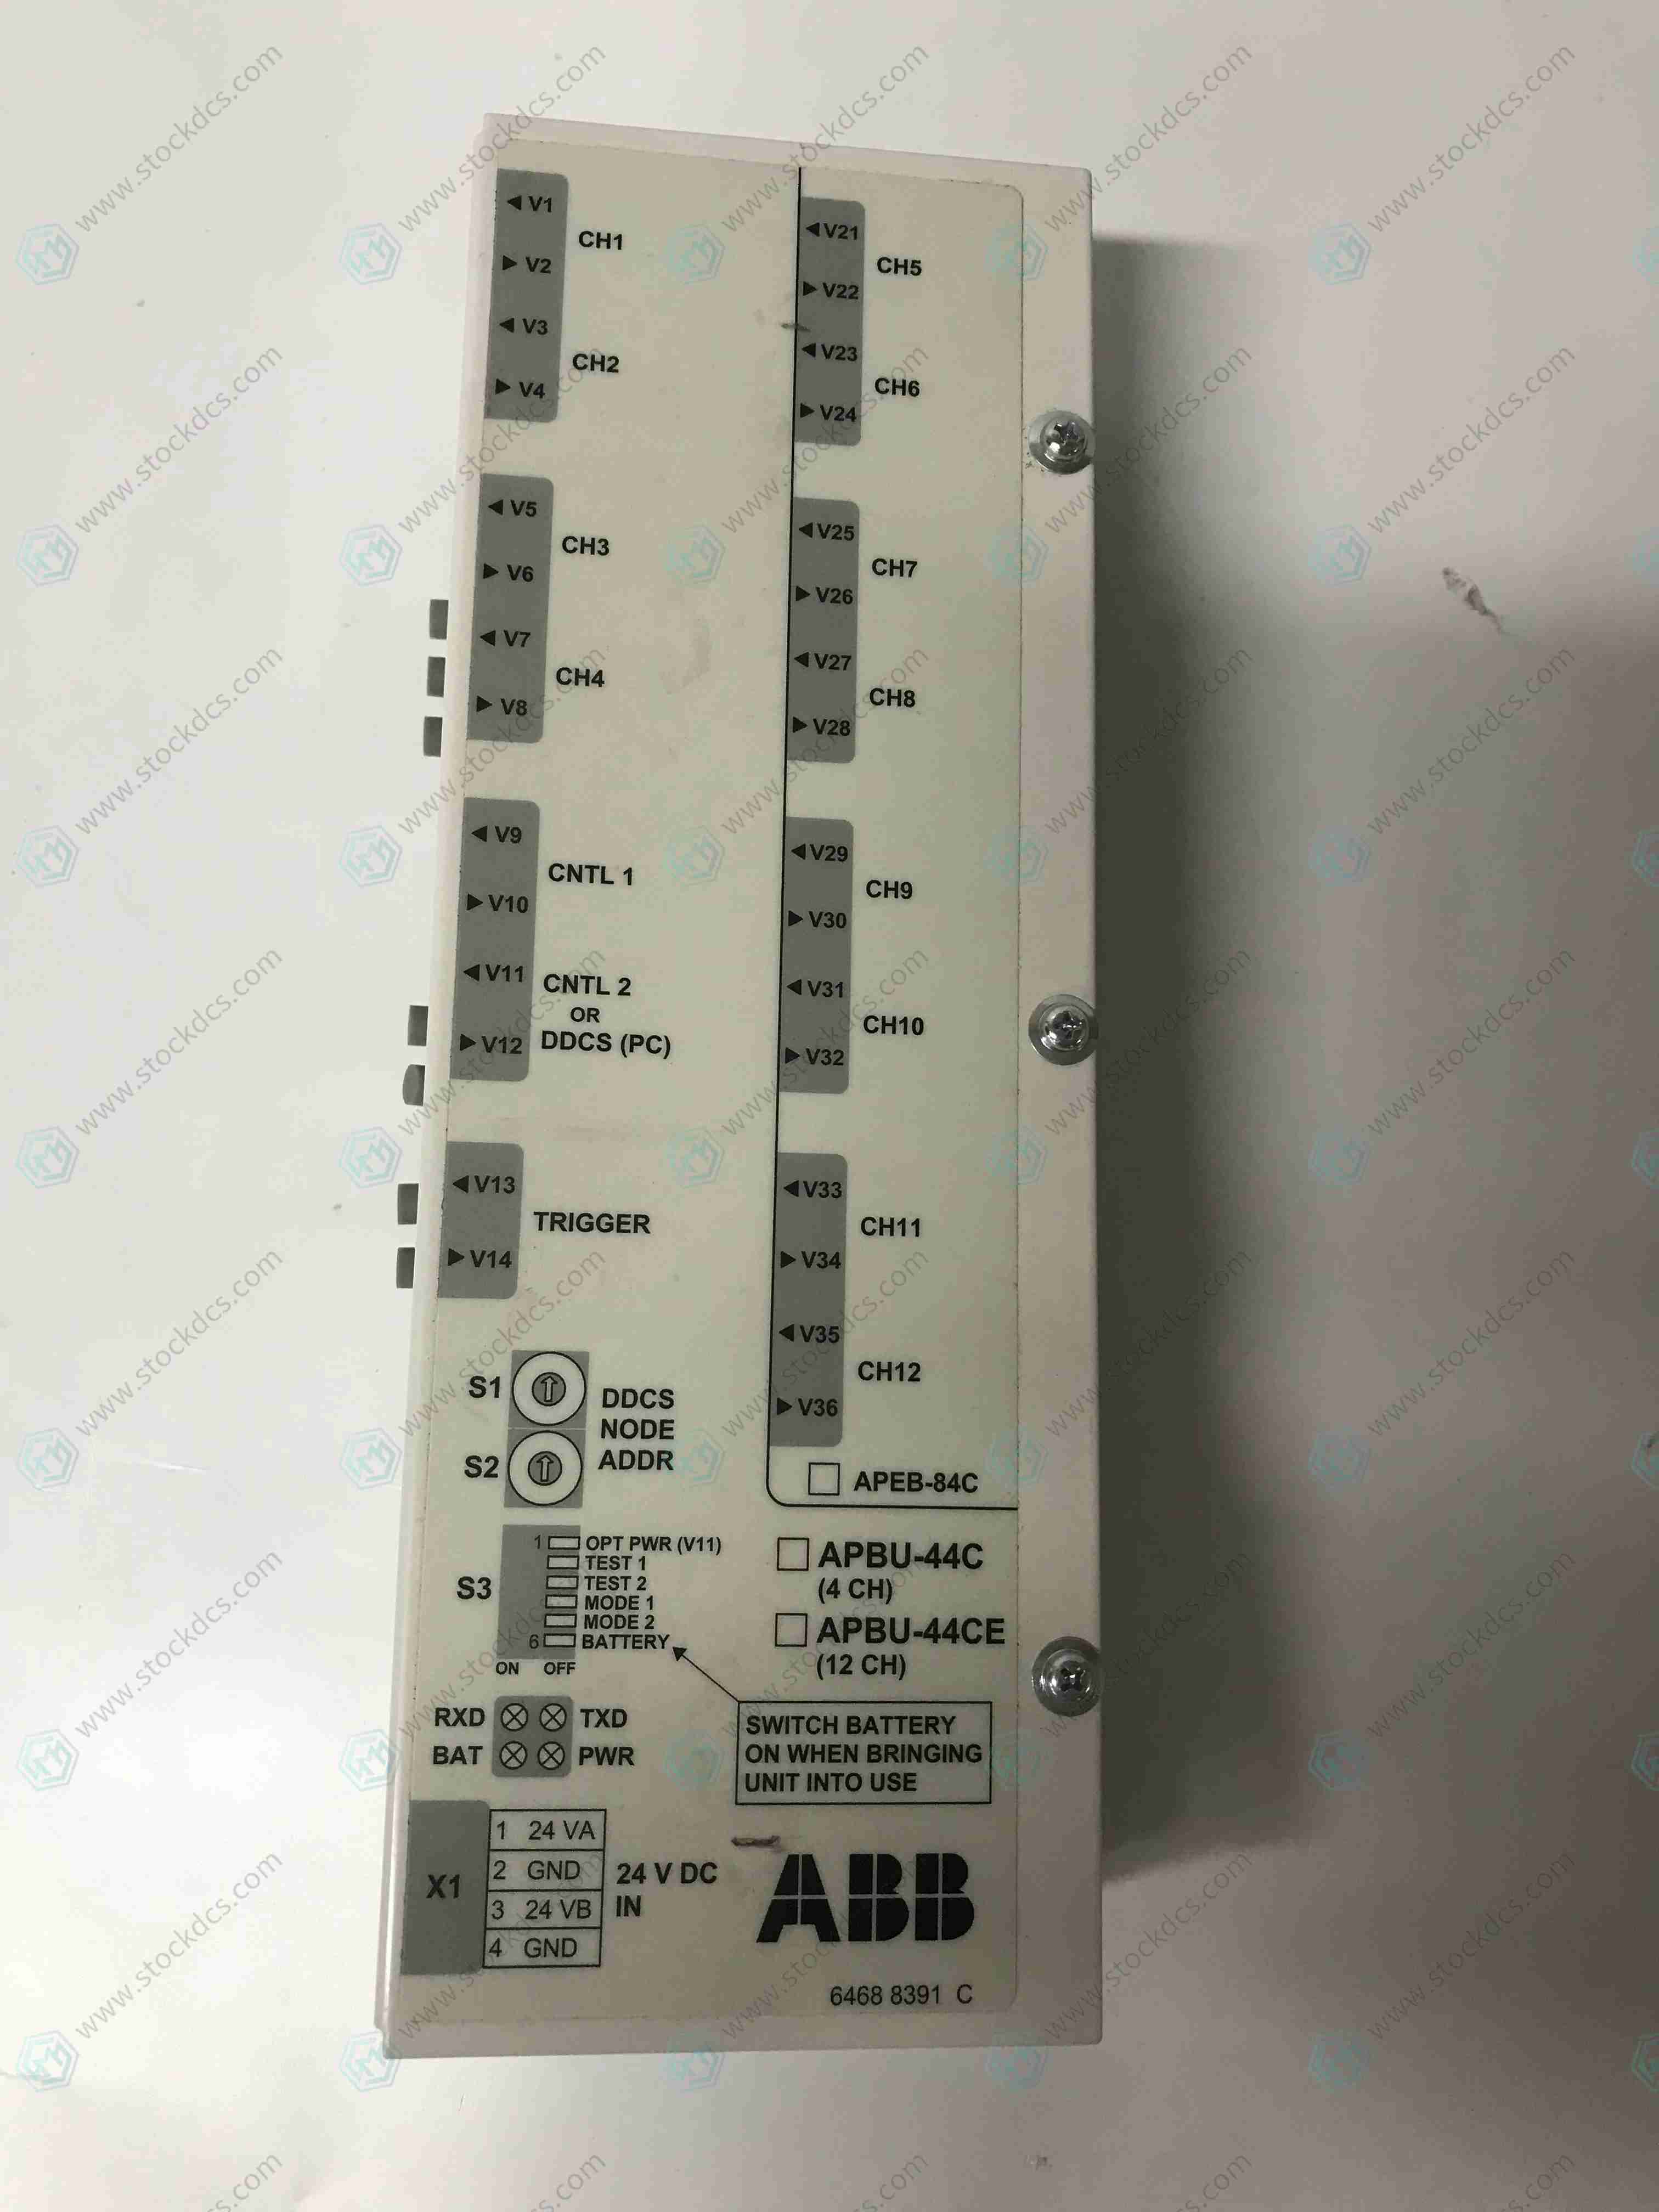 ◄V1
CH1
►V2
◄V3
CH2
►V4
◄V5
CH3
►V6
◄V7
CH4
►V8
◄V9
CNTL 1
►V10
◄V11
CNTL 2
OR
►V12 DDCS (PC)
◄V13
TRIGGER
►V14
◄V21
CH5
►V22
◄V23
CH6
►V24
◄V25
CH7
►V26
◄V27
CH8
►V28
◄V29
CH9
►V30
◄V31
CH10
►V32
◄V33
CH11
►V34
◄V35
CH12
►V36
APEB-84C
S1
S2
DDCS
NODE
ADDR
S3
1 OPT PWR (V11)
TEST 1
TEST 2
MODE 1
MODE 2
6 BATTERY
ON OFF
APBU-44C
(4 CH)
APBU-44CE
(12 CH)
SWITCH BATTERY
ON WHEN BRINGING
UNIT INTO USE
RXD TXD
BAT PWR
X1
1 24 VA
2 GND
3 24 VB
4 GND
24 V DC
IN
ABB
6468 8391 C
www.stockdcs.com